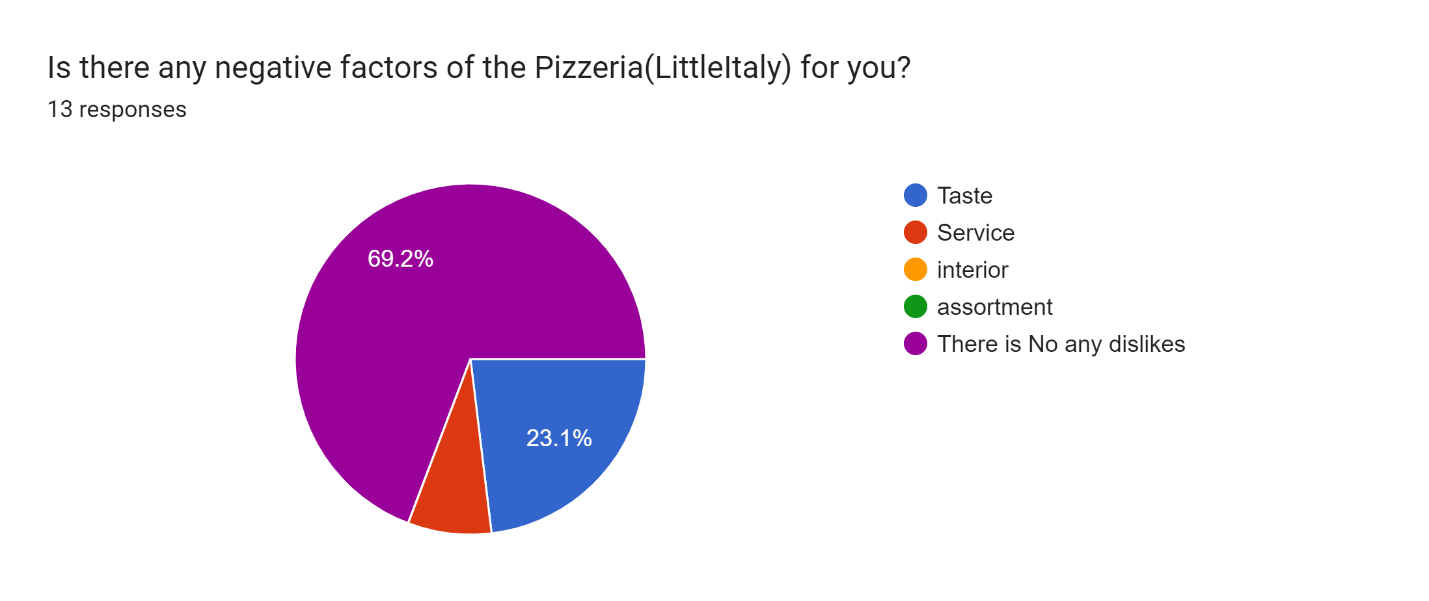 Is there any negative factors of the Pizzeria(LittleItaly) for you?
13 responses
69.2%
23.1%
Taste
Service
interior
assortment
There is No any dislikes